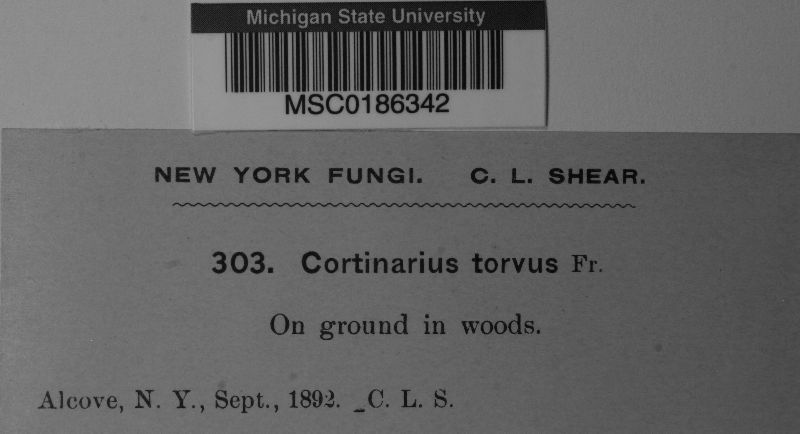 Michigan State University
MSC0186342
NEW YORK FUNGI. C. L. SHEAR.
303. Cortinarius torvus Fr.
On ground in woods.
Alcove, N. Y., Sept., 1892. _C. L. S.